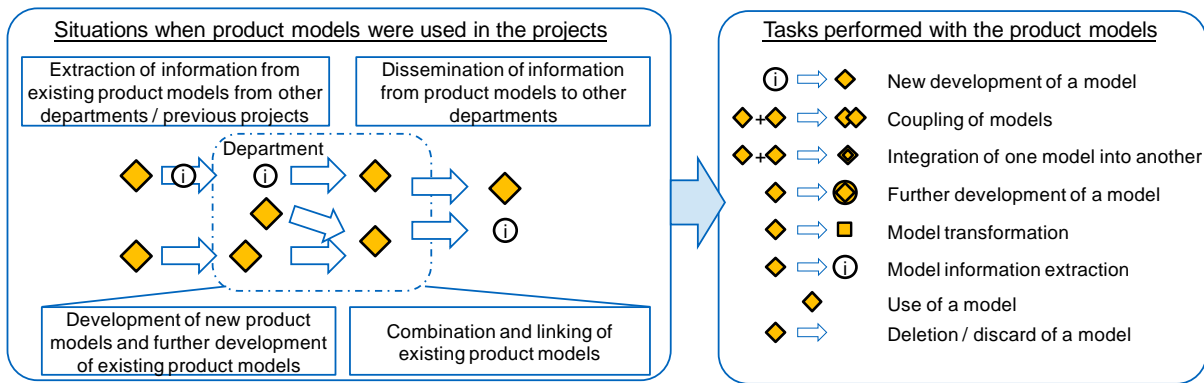 Situations when product models were used in the projects
Extraction of information from
existing product models from other
departments / previous projects
Dissemination of information
from product models to other
departments
Department
i
i
i
Development of new product
models and further development
of existing product models
Combination and linking of
existing product models
Tasks performed with the product models
i
New development of a model
+
Coupling of models
+
Integration of one model into another
Further development of a model
Model transformation
i
Model information extraction
Use of a model
Deletion / discard of a model